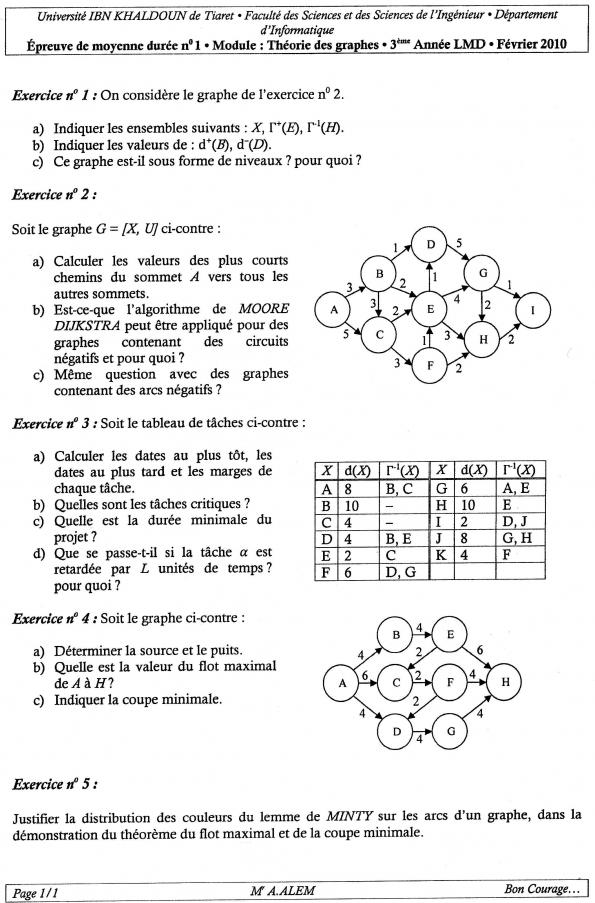 Université IBN KHALDOUN de Tiaret • Faculté des Sciences et des Sciences de l'Ingénieur • Département
d'Informatique
Épreuve de moyenne durée n⁰1 • Module : Théorie des graphes • 3ème Année LMD • Février 2010
Exercice n⁰ 1 : On considère le graphe de l'exercice n⁰ 2.
a) Indiquer les ensembles suivants : X, Γ⁺(E), Γ⁻¹(H).
b) Indiquer les valeurs de : d⁺(B), d⁻(D).
c) Ce graphe est-il sous forme de niveaux ? pour quoi ?
Exercice n⁰ 2 :
Soit le graphe G = [X, U] ci-contre :
a) Calculer les valeurs des plus courts
chemins du sommet A vers tous les
autres sommets.
b) Est-ce-que l'algorithme de MOORE
DIJKSTRA peut être appliqué pour des
graphes contenant des circuits
négatifs et pour quoi ?
c) Même question avec des graphes
contenant des arcs négatifs ?
D
1 5
B G
3 2 1 4 1
A 3 E 2 I
5 2
C 1 3 H 2
3 F 2
Exercice n⁰ 3 : Soit le tableau de tâches ci-contre :
a) Calculer les dates au plus tôt, les
dates au plus tard et les marges de
chaque tâche.
b) Quelles sont les tâches critiques ?
c) Quelle est la durée minimale du
projet ?
d) Que se passe-t-il si la tâche α est
retardée par L unités de temps ?
pour quoi ?
X d(X) Γ⁻¹(X) X d(X) Γ⁻¹(X)
A 8 B, C G 6 A, E
B 10 – H 10 E
C 4 – I 2 D, J
D 4 B, E J 8 G, H
E 2 C K 4 F
F 6 D, G
Exercice n⁰ 4 : Soit le graphe ci-contre :
a) Déterminer la source et le puits.
b) Quelle est la valeur du flot maximal
de A à H ?
c) Indiquer la coupe minimale.
B 4 E
4 2 6
A 6 C 2 F 4 H
4 2 4
D 4 G
Exercice n⁰ 5 :
Justifier la distribution des couleurs du lemme de MINTY sur les arcs d'un graphe, dans la
démonstration du théorème du flot maximal et de la coupe minimale.
Page 1/1 Mʳ A.ALEM Bon Courage…